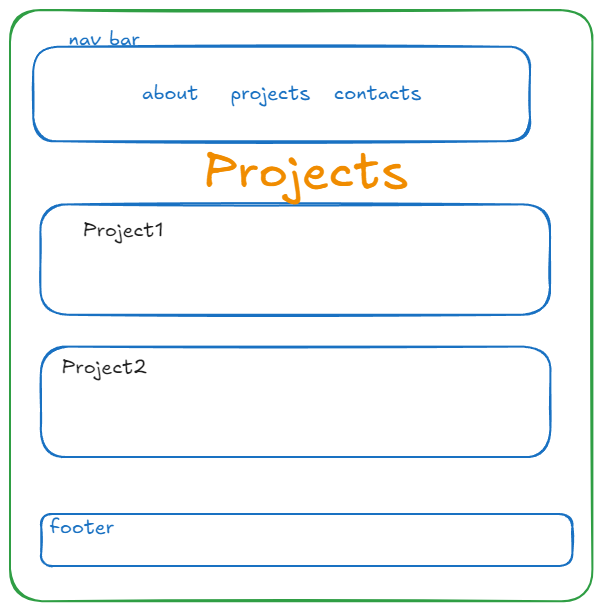 nav bar
about projects contacts
Projects
Project1
Project2
footer